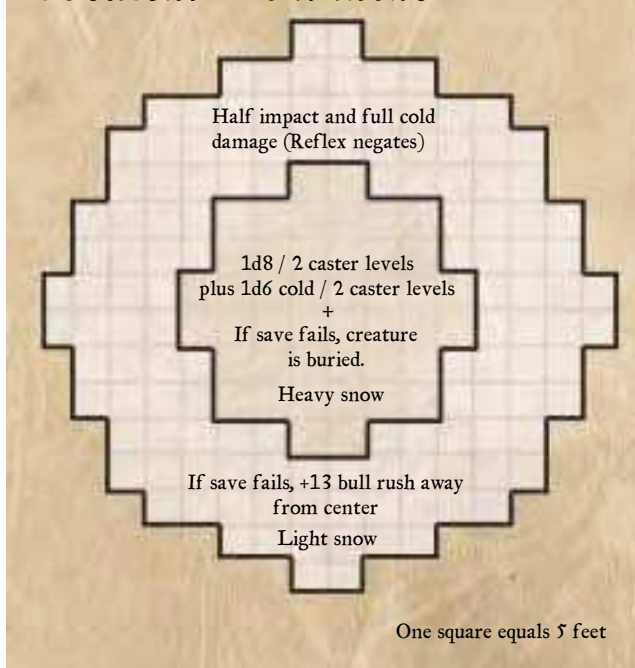 Half impact and full cold
damage (Reflex negates)
1d8 / 2 caster levels
plus 1d6 cold / 2 caster levels
+
If save fails, creature
is buried.
Heavy snow
If save fails, +13 bull rush away
from center
Light snow
One square equals 5 feet